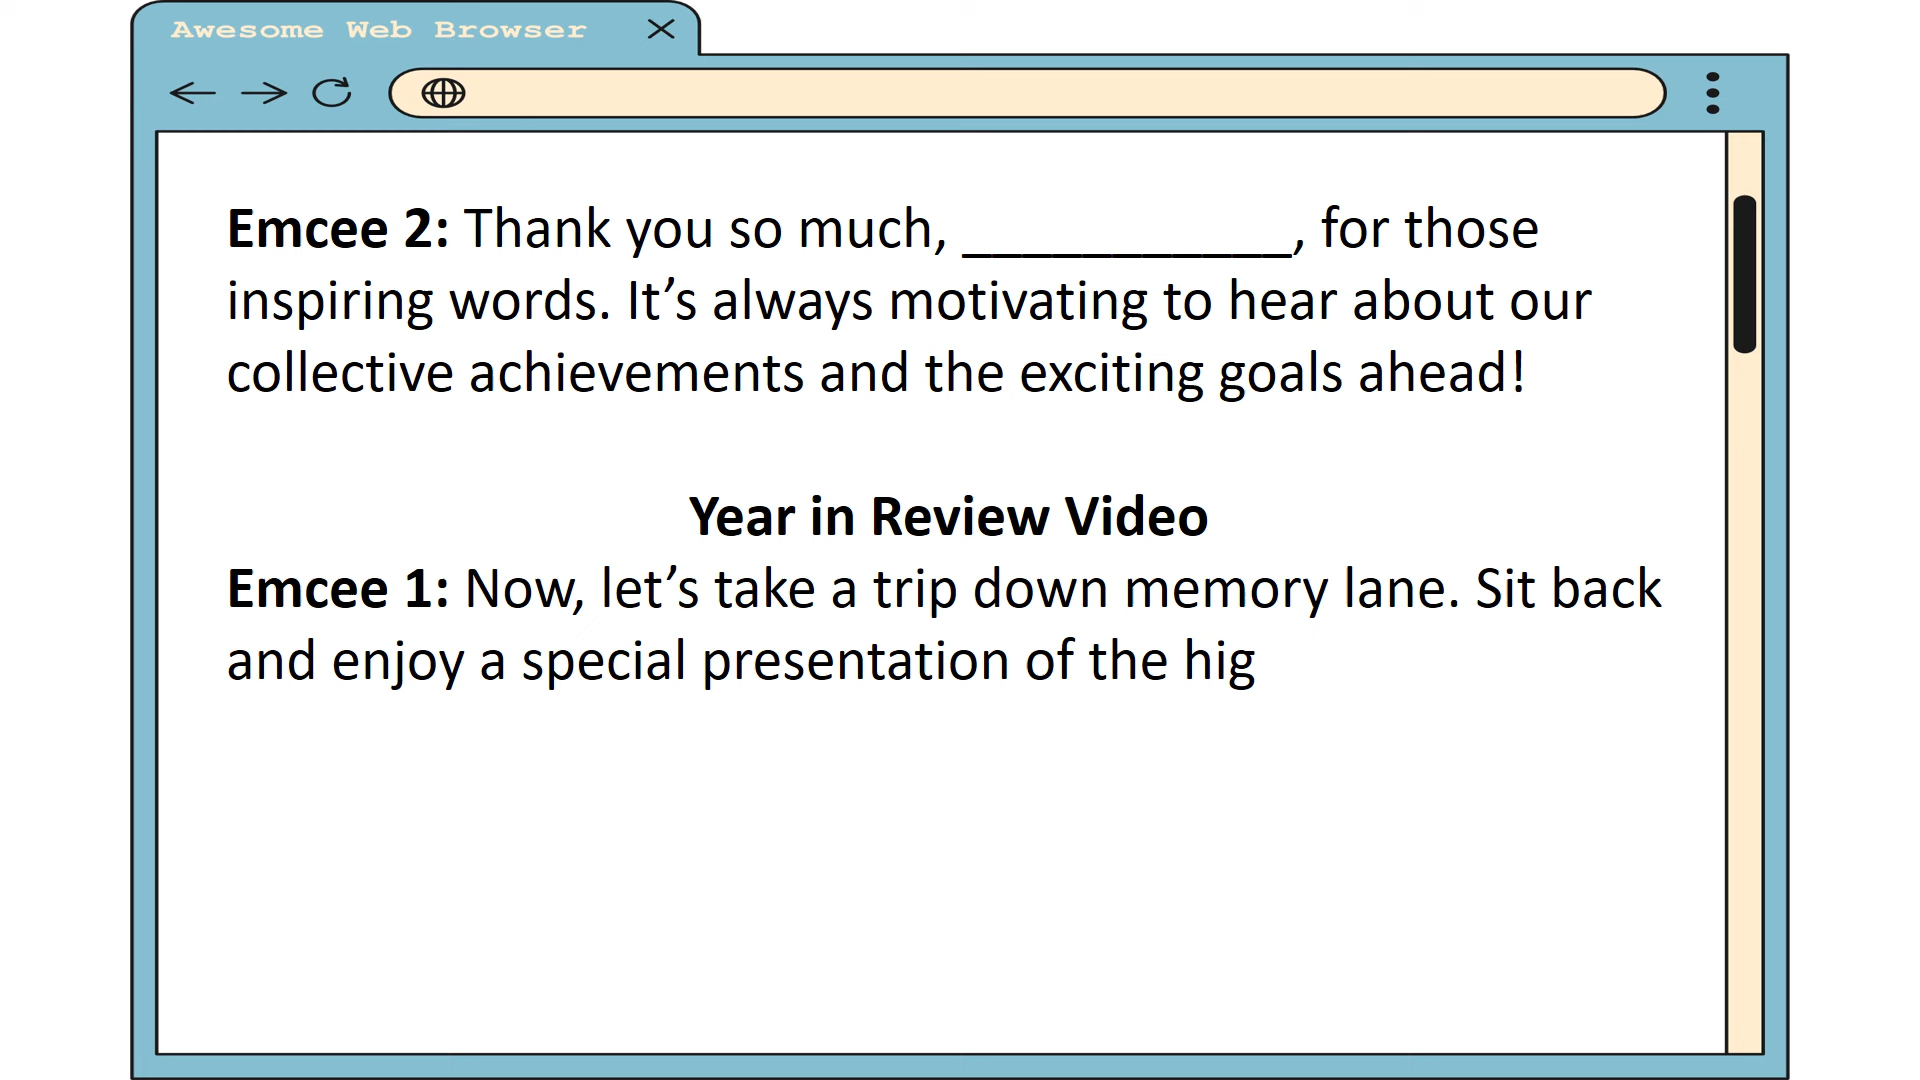 Awesome Web Browser
Emcee 2: Thank you so much, ___________, for those
inspiring words. It’s always motivating to hear about our
collective achievements and the exciting goals ahead!
Year in Review Video
Emcee 1: Now, let’s take a trip down memory lane. Sit back
and enjoy a special presentation of the hig